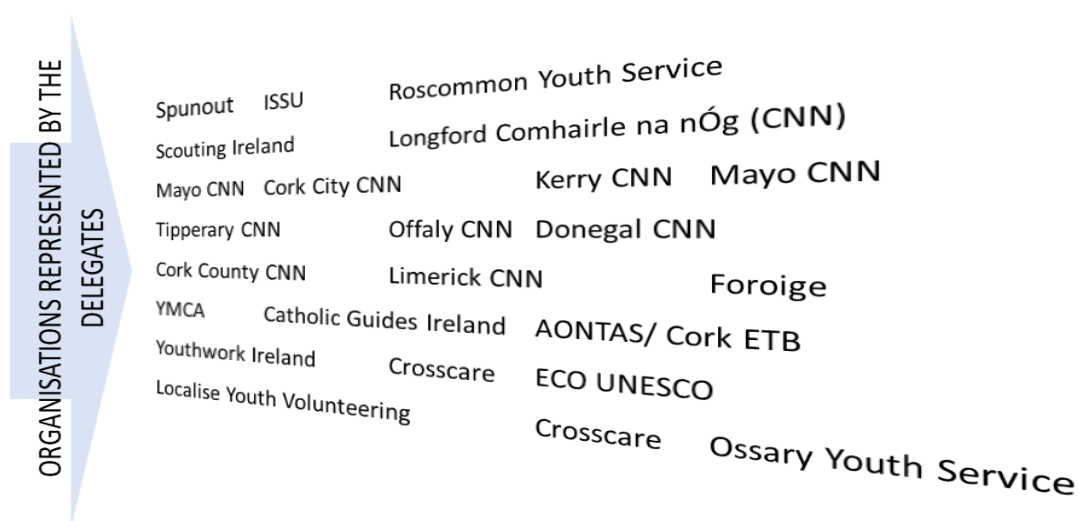 ORGANISATIONS REPRESENTED BY THE
DELEGATES
Spunout ISSU Roscommon Youth Service
Scouting Ireland Longford Comhairle na nÓg (CNN)
Mayo CNN Cork City CNN Kerry CNN Mayo CNN
Tipperary CNN Offaly CNN Donegal CNN
Cork County CNN Limerick CNN Foroige
YMCA Catholic Guides Ireland AONTAS/ Cork ETB
Youthwork Ireland Crosscare ECO UNESCO
Localise Youth Volunteering Crosscare Ossary Youth Service